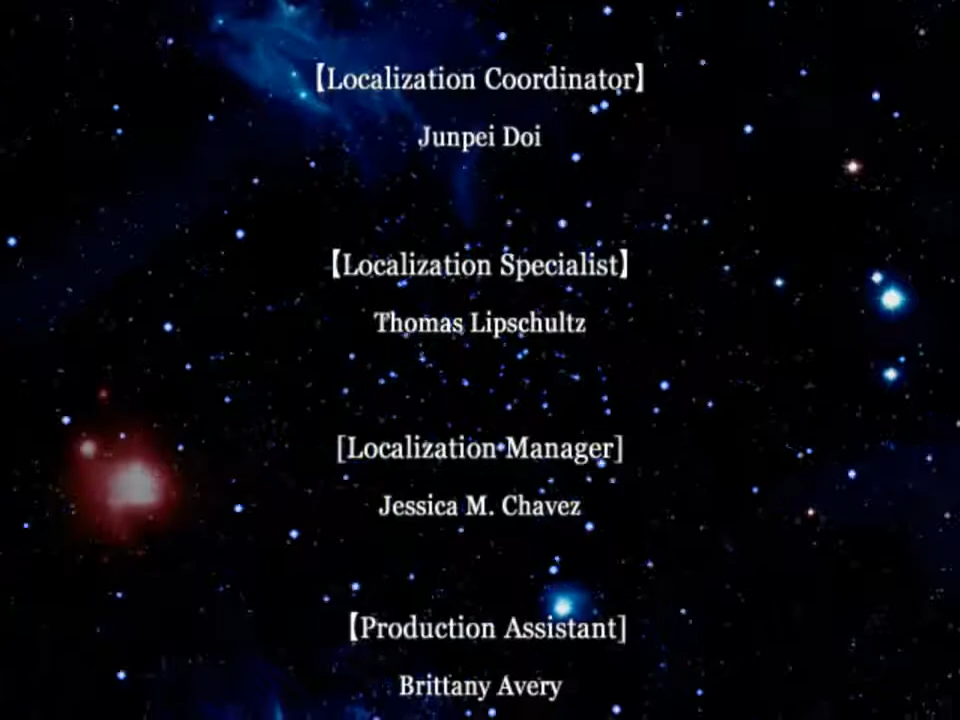 【Localization Coordinator】
Junpei Doi
【Localization Specialist】
Thomas Lipschultz
[Localization Manager]
Jessica M. Chavez
【Production Assistant]
Brittany Avery